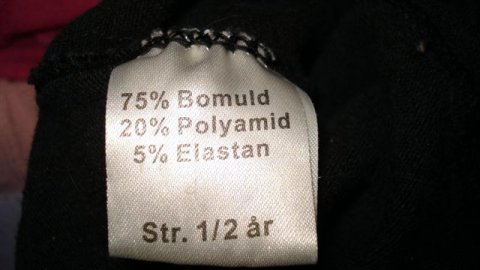 75% Bomuld
20% Polyamid
5% Elastan
Str. 1/2 år